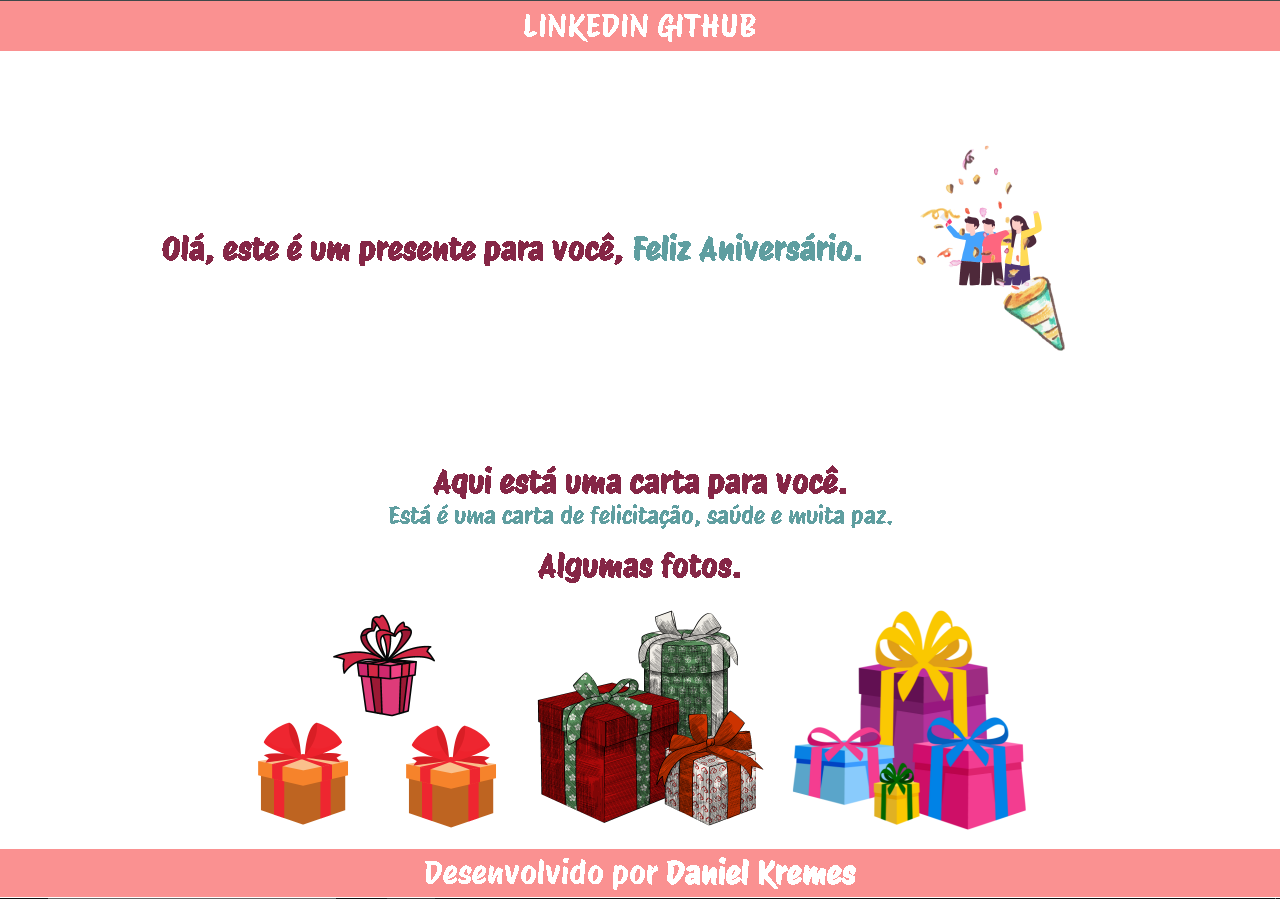 LINKEDIN GITHUB
Olá, este é um presente para você, Feliz Aniversário.
Aqui está uma carta para você.
Está é uma carta de felicitação, saúde e muita paz.
Algumas fotos.
Desenvolvido por Daniel Kremes